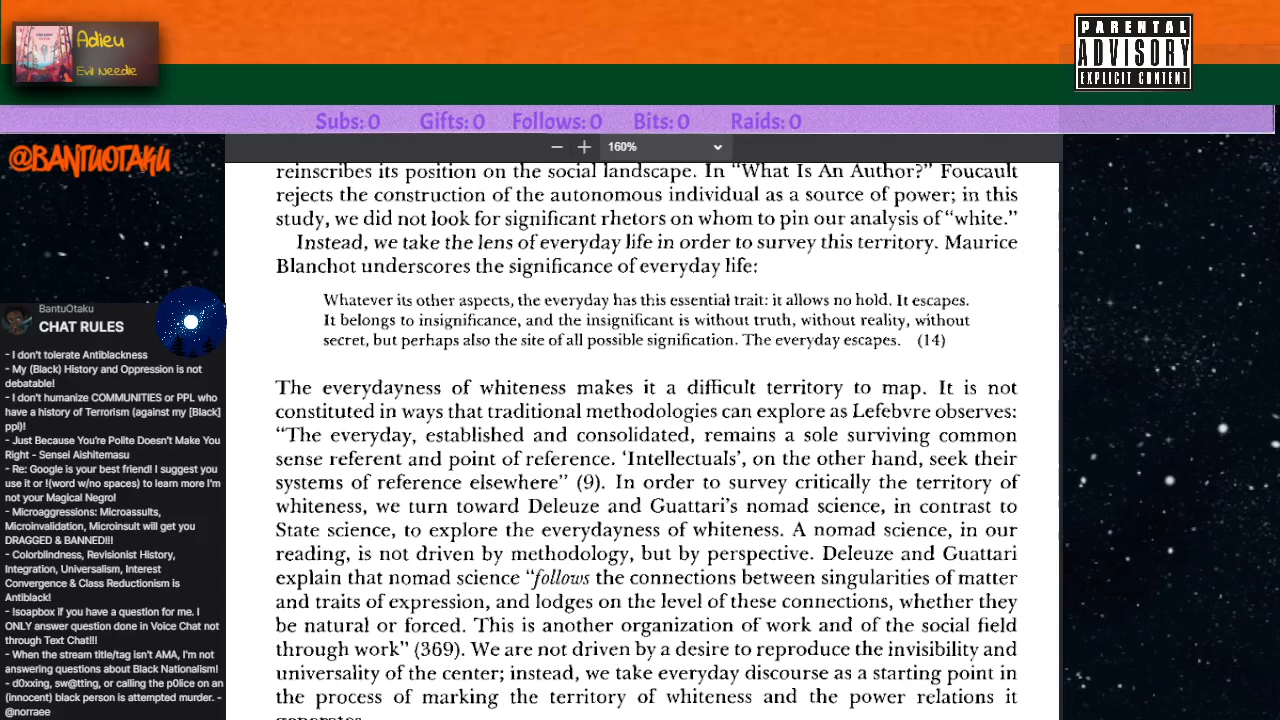 Adieu
Evil Needle
PARENTAL
ADVISORY
EXPLICIT CONTENT
Subs: 0 Gifts: 0 Follows: 0 Bits: 0 Raids: 0
@BANTUOTAKU
160%
reinscribes its position on the social landscape. In “What Is An Author?” Foucault
rejects the construction of the autonomous individual as a source of power; in this
study, we did not look for significant rhetors on whom to pin our analysis of “white.”
Instead, we take the lens of everyday life in order to survey this territory. Maurice
Blanchot underscores the significance of everyday life:
Whatever its other aspects, the everyday has this essential trait: it allows no hold. It escapes.
It belongs to insignificance, and the insignificant is without truth, without reality, without
secret, but perhaps also the site of all possible signification. The everyday escapes. (14)
The everydayness of whiteness makes it a difficult territory to map. It is not
constituted in ways that traditional methodologies can explore as Lefebvre observes:
“The everyday, established and consolidated, remains a sole surviving common
sense referent and point of reference. ‘Intellectuals’, on the other hand, seek their
systems of reference elsewhere” (9). In order to survey critically the territory of
whiteness, we turn toward Deleuze and Guattari’s nomad science, in contrast to
State science, to explore the everydayness of whiteness. A nomad science, in our
reading, is not driven by methodology, but by perspective. Deleuze and Guattari
explain that nomad science “follows the connections between singularities of matter
and traits of expression, and lodges on the level of these connections, whether they
be natural or forced. This is another organization of work and of the social field
through work” (369). We are not driven by a desire to reproduce the invisibility and
universality of the center; instead, we take everyday discourse as a starting point in
the process of marking the territory of whiteness and the power relations it
BantuOtaku
CHAT RULES
- I don't tolerate Antiblackness
- My (Black) History and Oppression is not
debatable!
- I don't humanize COMMUNITIES or PPL who
have a history of Terrorism (against my [Black]
ppl)!
- Just Because You're Polite Doesn't Make You
Right - Sensei Aishitemasu
- Re: Google is your best friend! I suggest you
use it or !(word w/no spaces) to learn more I'm
not your Magical Negro!
- Microaggressions: Microassults,
Microinvalidation, Microinsult will get you
DRAGGED & BANNED!!!
- Colorblindness, Revisionist History,
Integration, Universalism, Interest
Convergence & Class Reductionism is
Antiblack!
- !soapbox if you have a question for me. I
ONLY answer question done in Voice Chat not
through Text Chat!!!
- When the stream title/tag isn't AMA, I'm not
answering questions about Black Nationalism!
- d0xxing, sw@tting, or calling the p0lice on an
(innocent) black person is attempted murder. -
@norraee